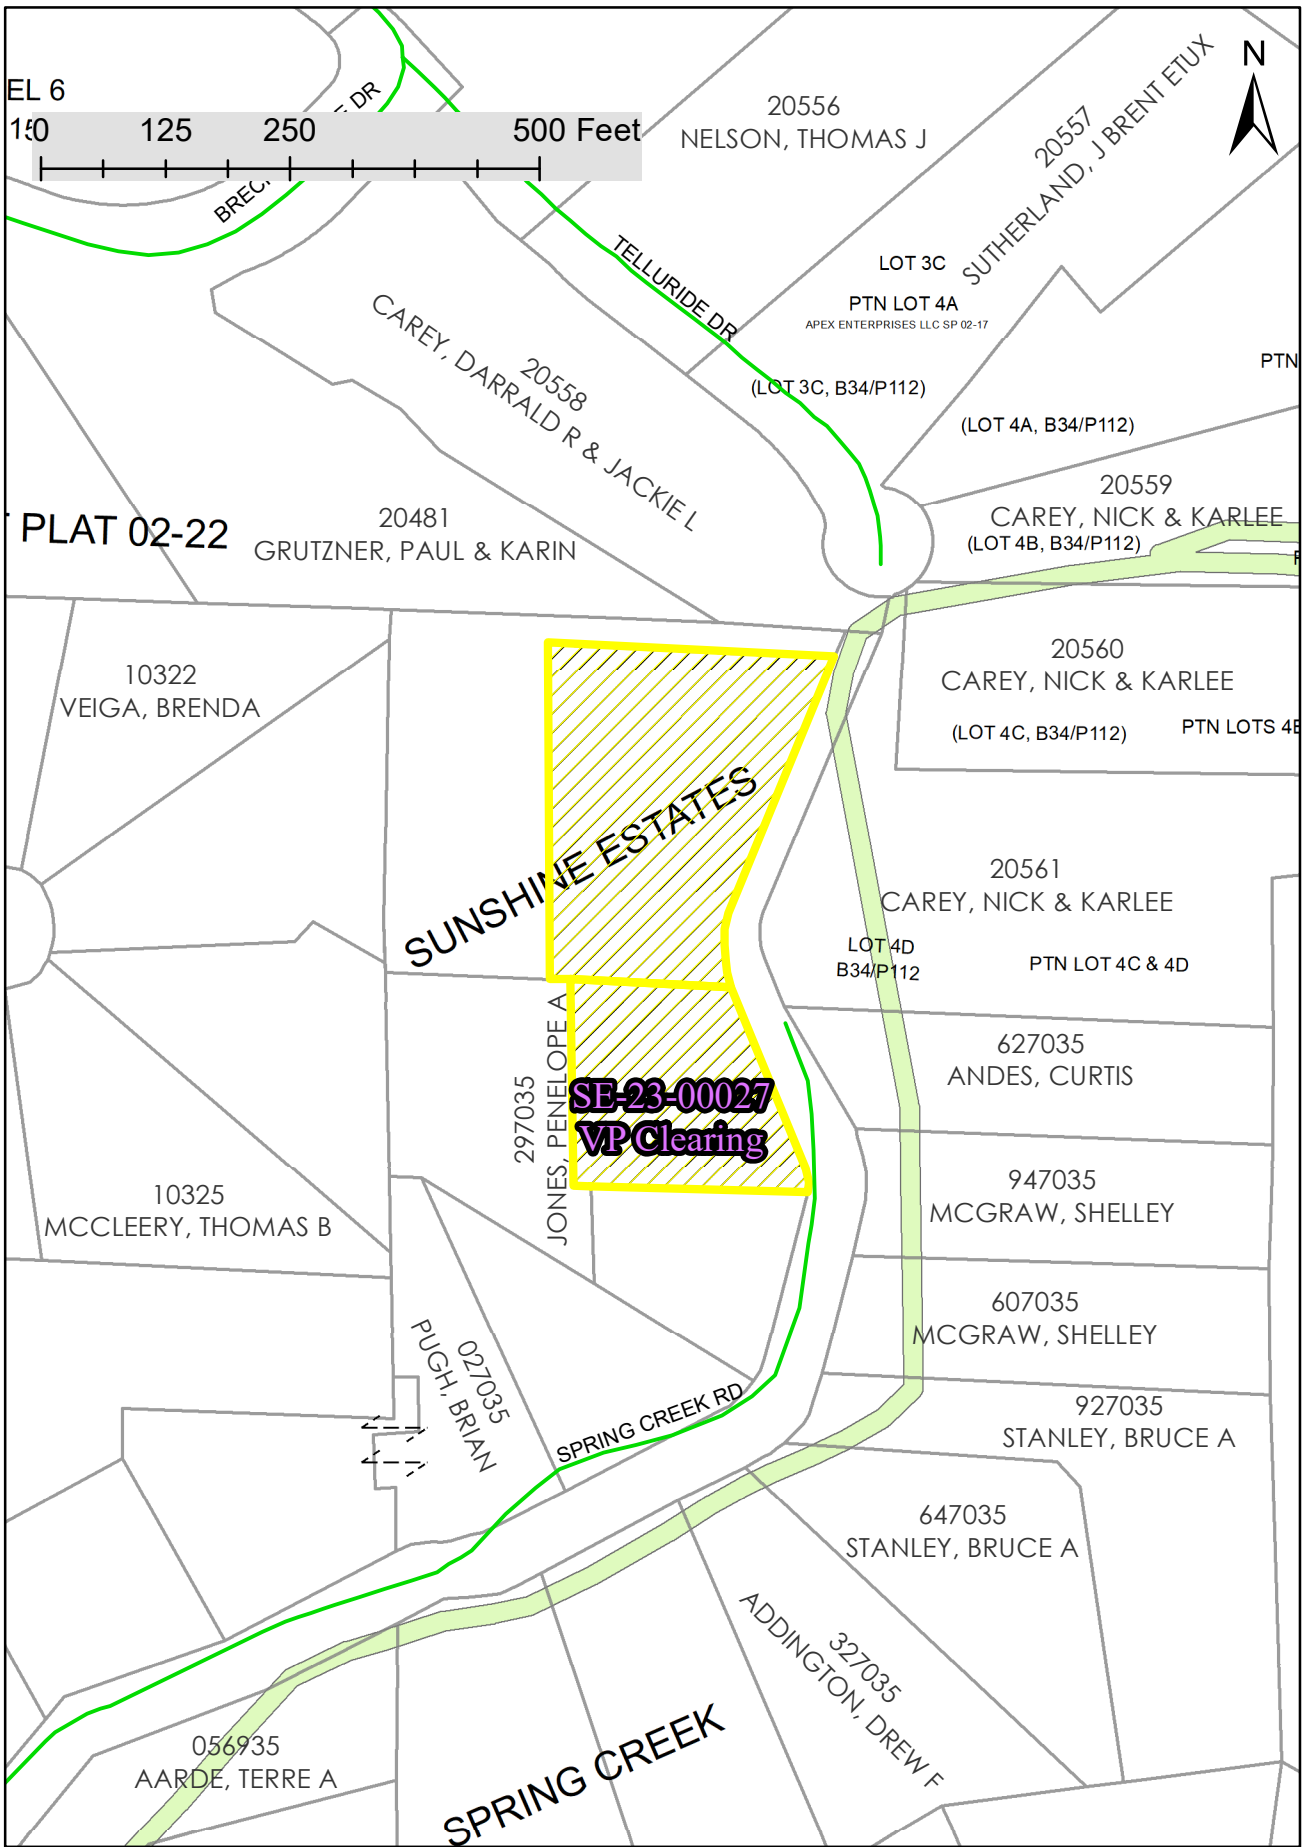 N
EL 6
150
125
250
500 Feet
DR
BREC
20556
NELSON, THOMAS J
20557
SUTHERLAND, J BRENT ETUX
TELLURIDE DR
LOT 3C
PTN LOT 4A
APEX ENTERPRISES LLC SP 02-17
(LOT 3C, B34/P112)
PTN
(LOT 4A, B34/P112)
20558
CAREY, DARRALD R & JACKIE L
20559
CAREY, NICK & KARLEE
(LOT 4B, B34/P112)
PLAT 02-22
20481
GRUTZNER, PAUL & KARIN
10322
VEIGA, BRENDA
20560
CAREY, NICK & KARLEE
(LOT 4C, B34/P112)
PTN LOTS 4B
SUNSHINE ESTATES
20561
CAREY, NICK & KARLEE
LOT 4D
B34/P112
PTN LOT 4C & 4D
297035
JONES, PENELOPE A
627035
ANDES, CURTIS
SE-23-00027
VP Clearing
10325
MCCLEERY, THOMAS B
947035
MCGRAW, SHELLEY
607035
MCGRAW, SHELLEY
027035
PUGH, BRIAN
SPRING CREEK RD
927035
STANLEY, BRUCE A
647035
STANLEY, BRUCE A
327035
ADDINGTON, DREW F
056935
AARDE, TERRE A
SPRING CREEK